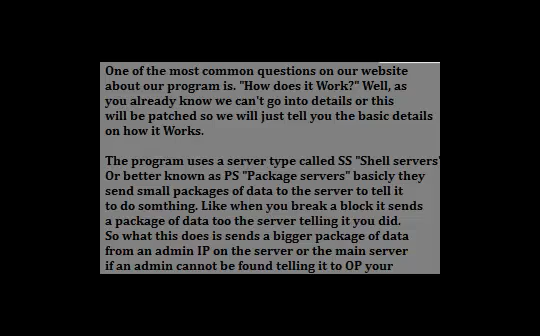 One of the most common questions on our website
about our program is. "How does it Work?" Well, as
you already know we can't go into details or this
will be patched so we will just tell you the basic details
on how it Works.
The program uses a server type called SS "Shell servers"
Or better known as PS "Package servers" basicly they
send small packages of data to the server to tell it
to do somthing. Like when you break a block it sends
a package of data too the server telling it you did.
So what this does is sends a bigger package of data
from an admin IP on the server or the main server
if an admin cannot be found telling it to OP your